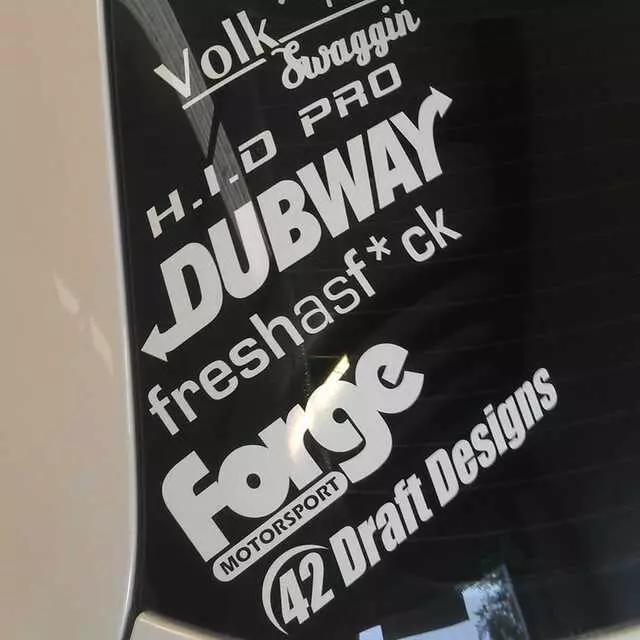 Volk
Swaggin
H.I.D PRO
DUBWAY
freshasf*ck
forge
MOTORSPORT
42 Draft Designs